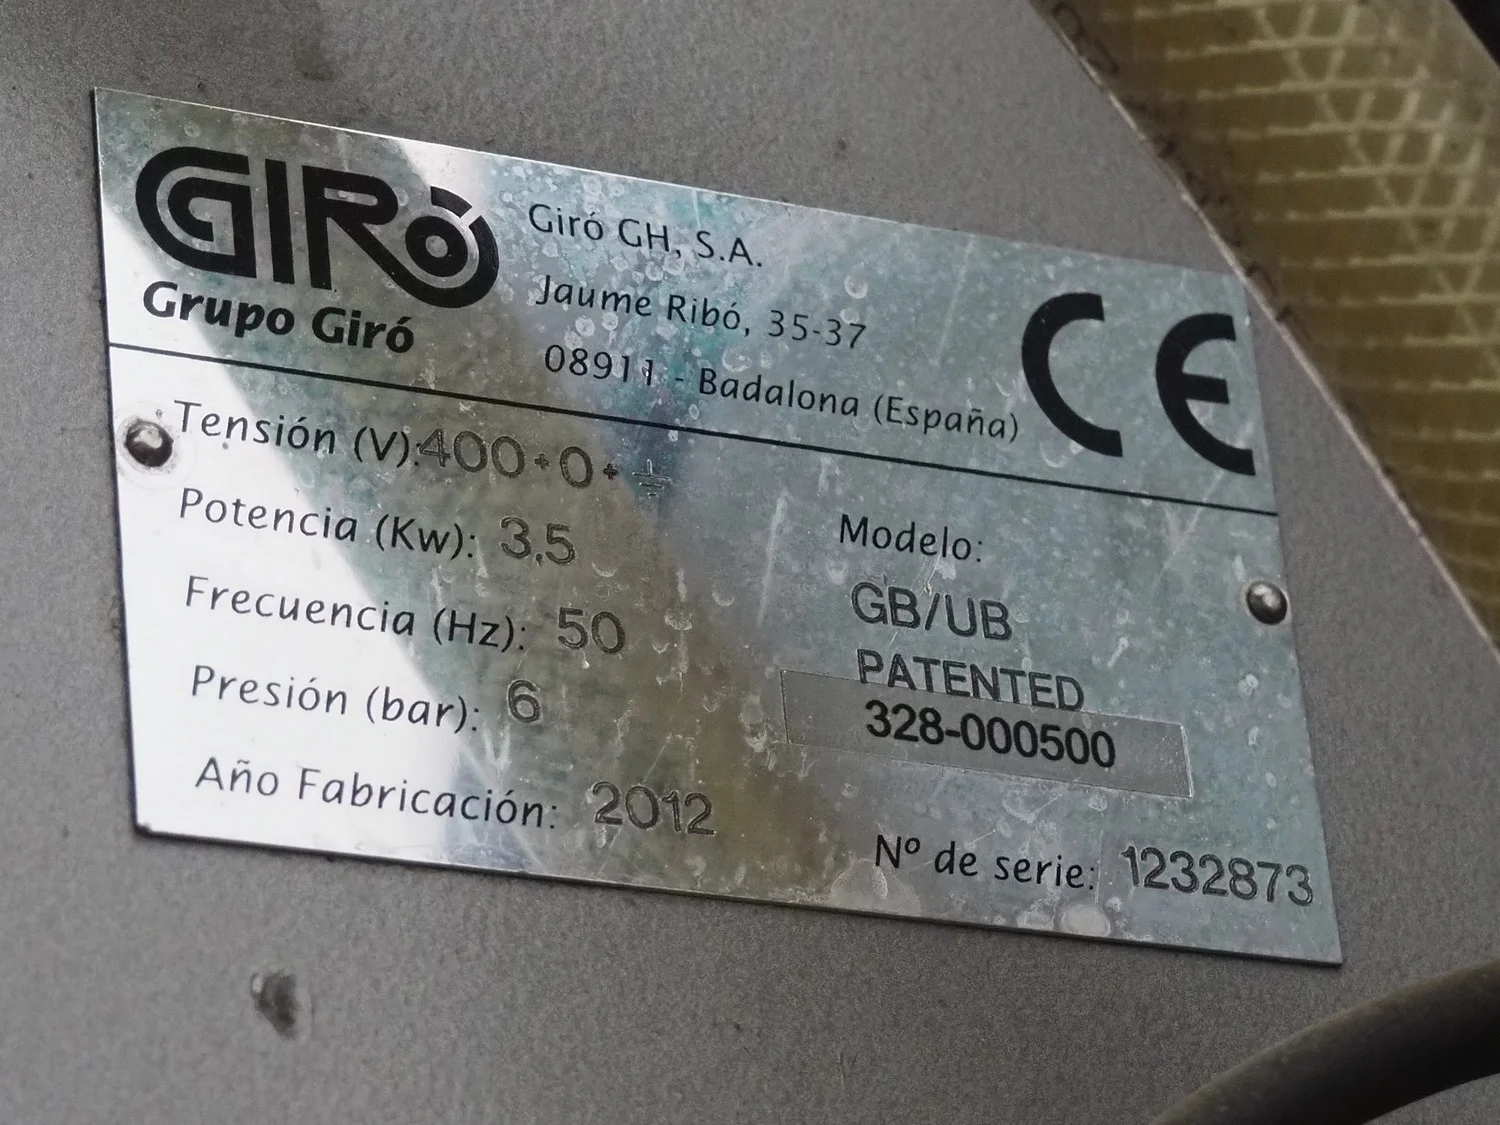 GIRÓ
Grupo Giró
Giró GH, S.A.
Jaume Ribó, 35-37
08911 - Badalona (España)
CE
Tensión (V): 400+0+⏚
Potencia (Kw): 3,5
Frecuencia (Hz): 50
Presión (bar): 6
Año Fabricación: 2012
Modelo:
GB/UB
PATENTED
328-000500
Nº de serie: 1232873